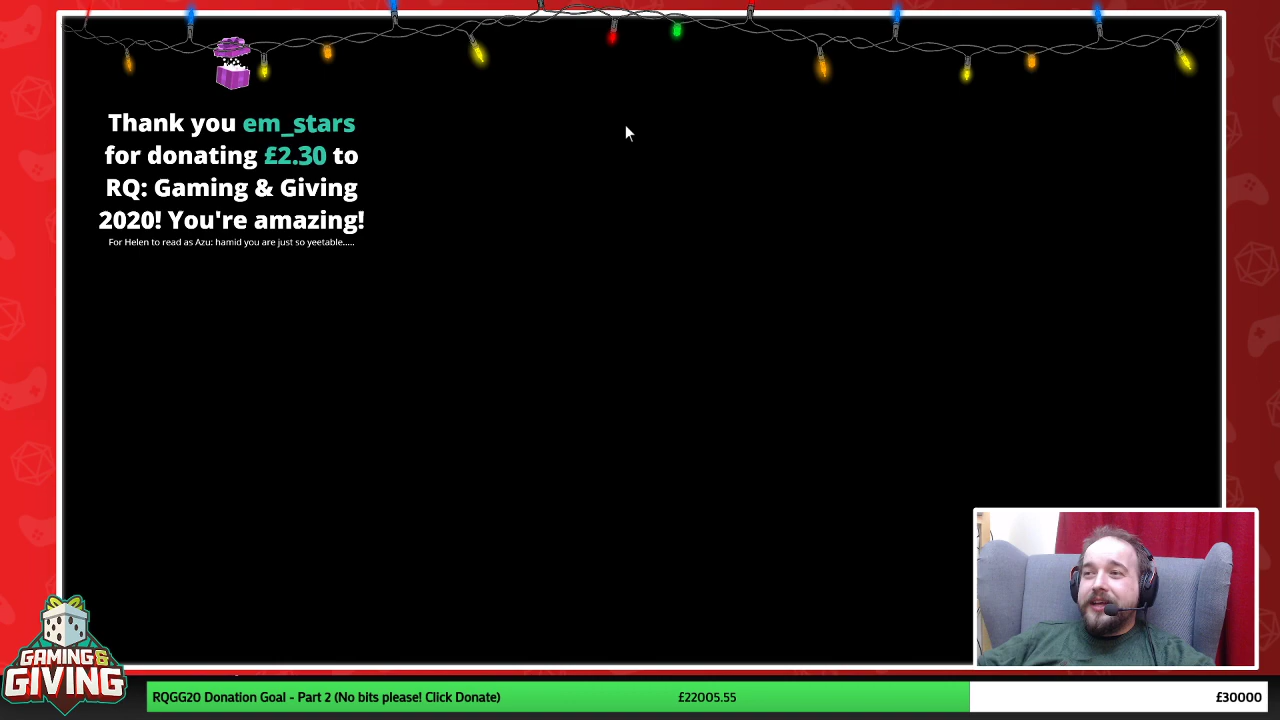 Thank you em_stars
for donating £2.30 to
RQ: Gaming & Giving
2020! You're amazing!
For Helen to read as Azu: hamid you are just so yeetable.....
GAMING &
GIVING
RQGG20 Donation Goal - Part 2 (No bits please! Click Donate) £22005.55 £30000